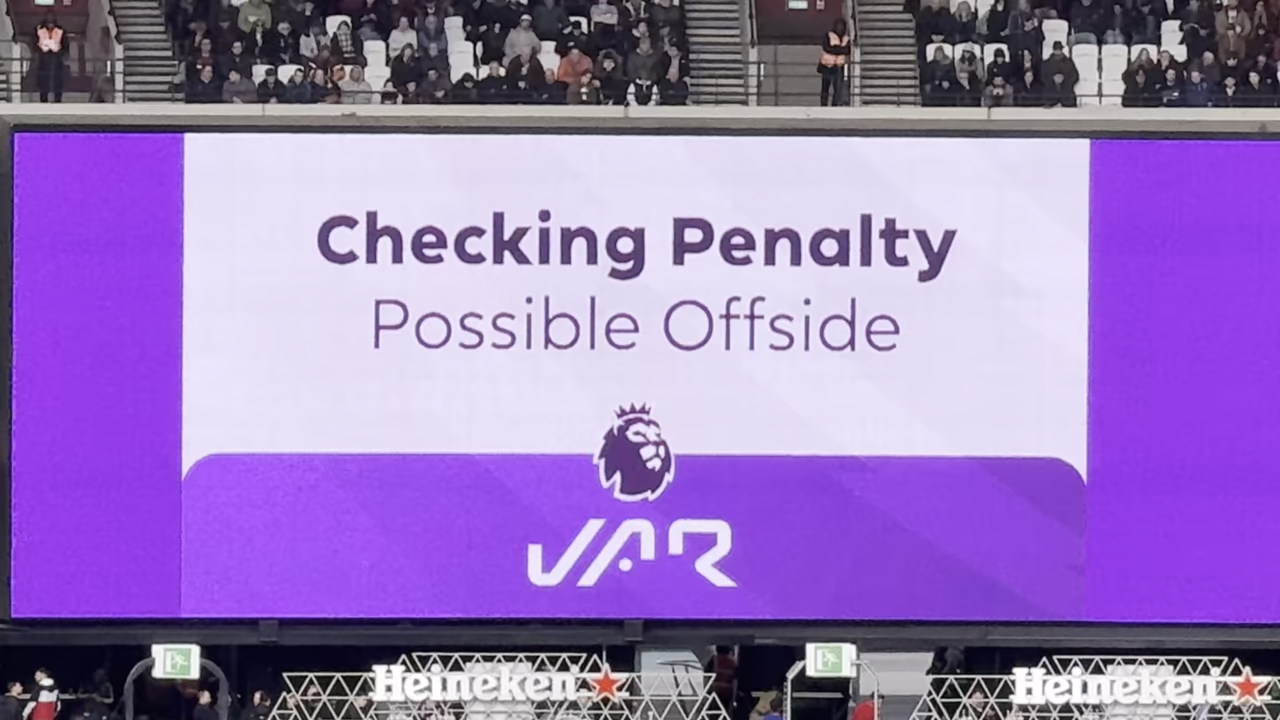 Checking Penalty
Possible Offside
VAR
Heineken
Heineken